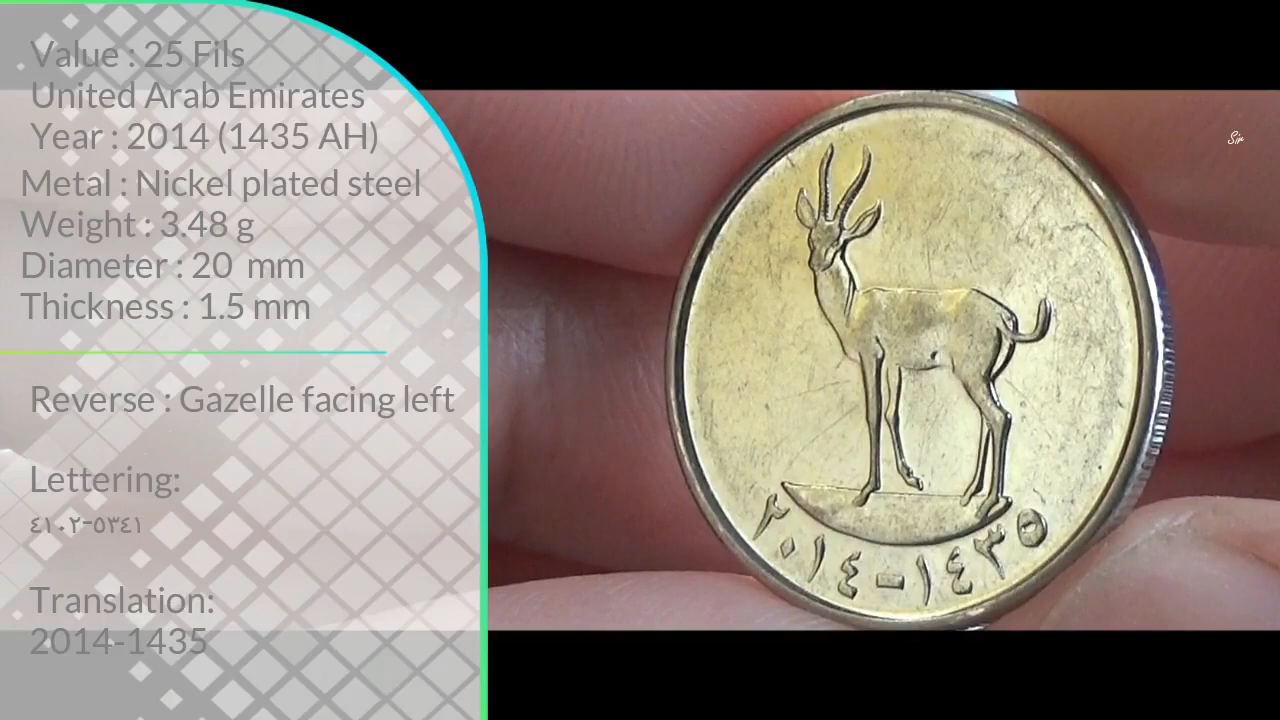 Value : 25 Fils
United Arab Emirates
Year : 2014 (1435 AH)
Metal : Nickel plated steel
Weight : 3.48 g
Diameter : 20 mm
Thickness : 1.5 mm
Reverse : Gazelle facing left
Lettering:
٤١٠٢-٥٣٤١
Translation:
2014-1435
Sir
٢٠١٤-١٤٣٥